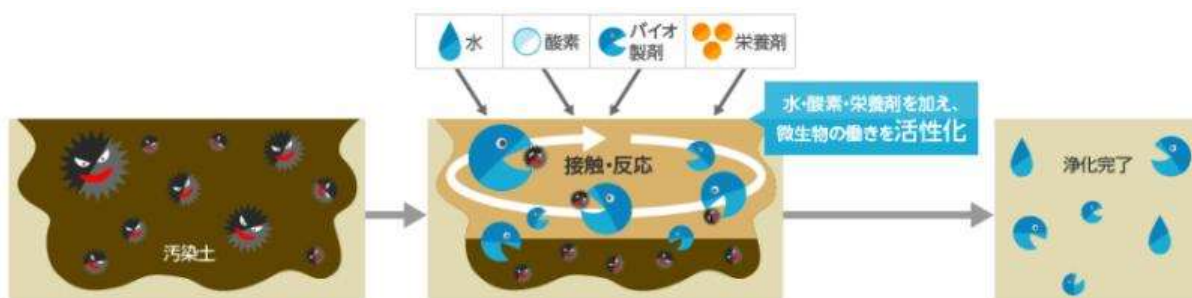 水
酸素
バイオ
製剤
栄養剤
水・酸素・栄養剤を加え、
微生物の働きを活性化
接触・反応
浄化完了
汚染土